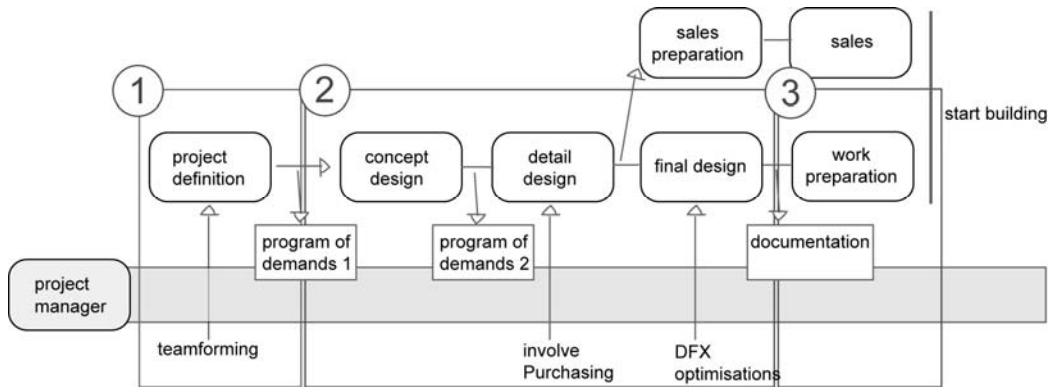 sales
preparation
sales
1
2
3
start building
project
definition
concept
design
detail
design
final design
work
preparation
program of
demands 1
program of
demands 2
documentation
project
manager
teamforming
involve
Purchasing
DFX
optimisations